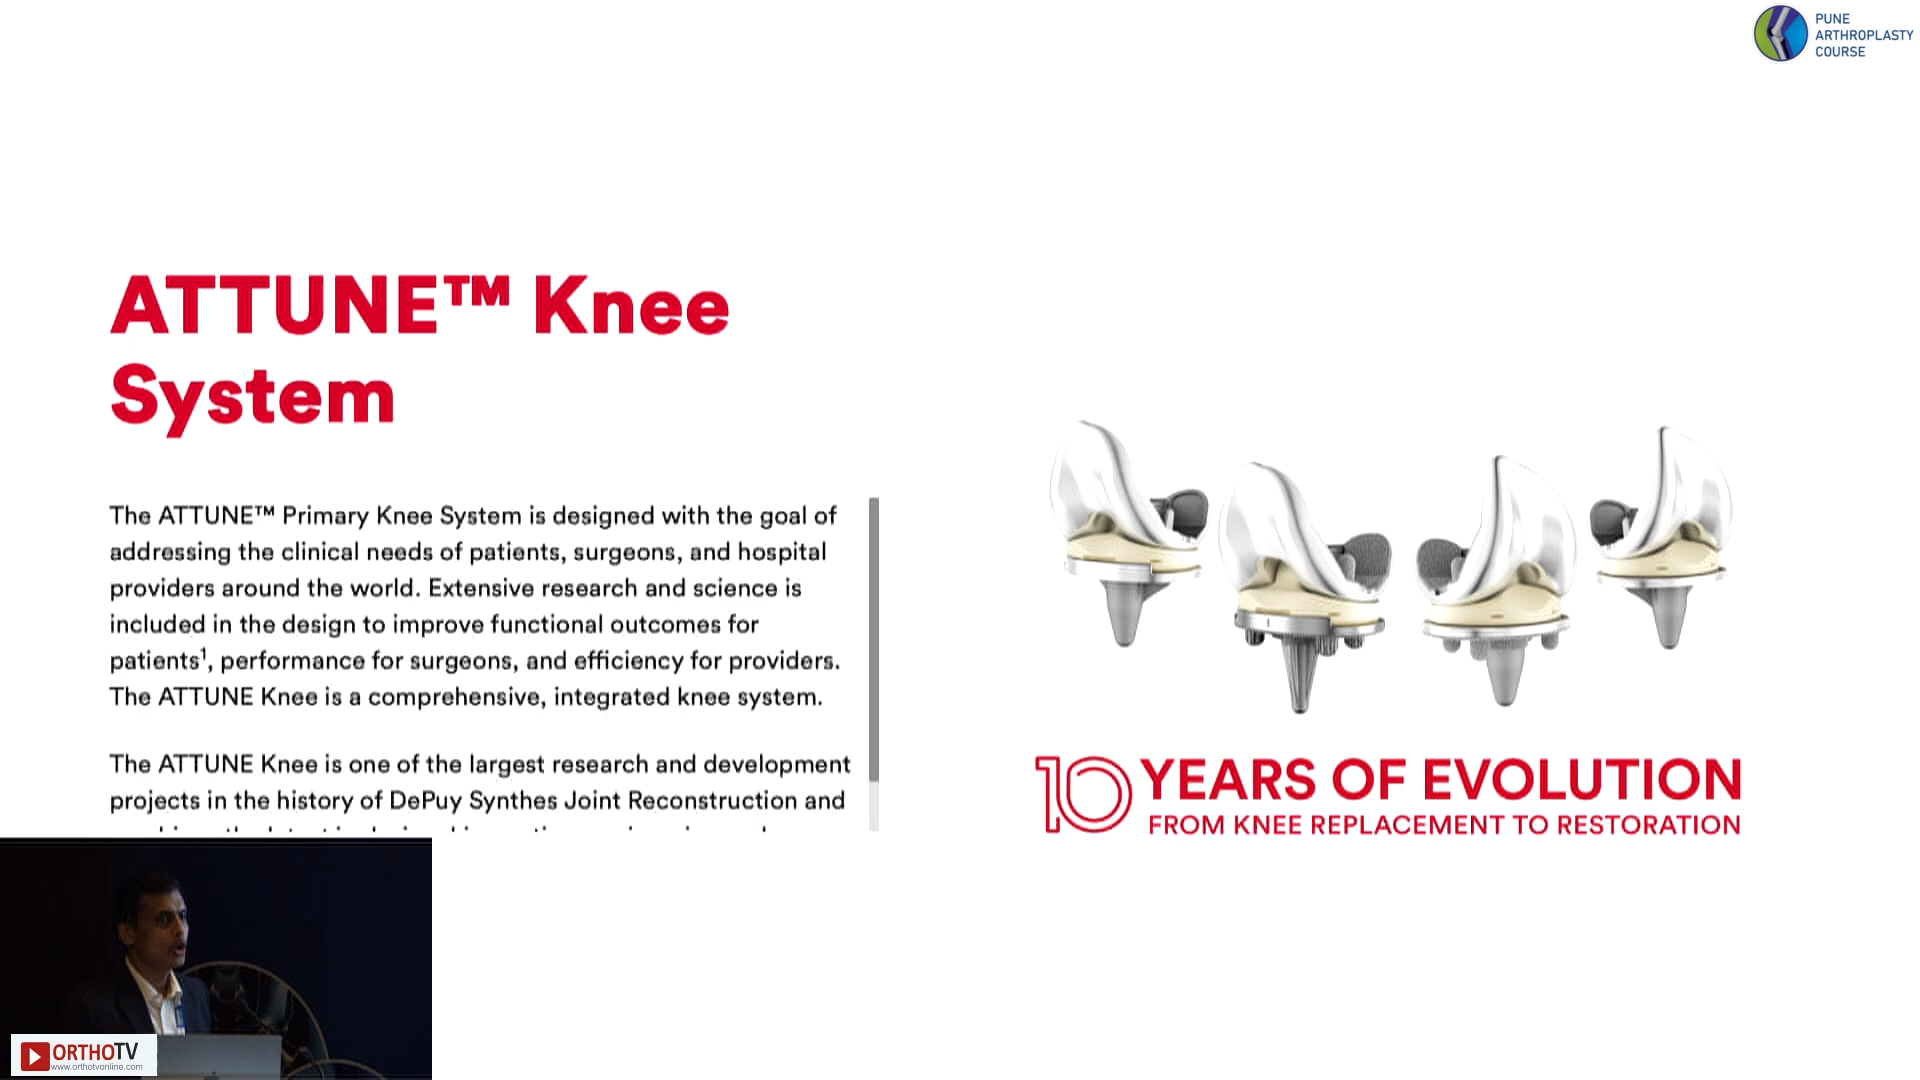 PUNE
ARTHROPLASTY
COURSE
ATTUNE™ Knee
System
The ATTUNE™ Primary Knee System is designed with the goal of
addressing the clinical needs of patients, surgeons, and hospital
providers around the world. Extensive research and science is
included in the design to improve functional outcomes for
patients¹, performance for surgeons, and efficiency for providers.
The ATTUNE Knee is a comprehensive, integrated knee system.
The ATTUNE Knee is one of the largest research and development
projects in the history of DePuy Synthes Joint Reconstruction and
10 YEARS OF EVOLUTION
FROM KNEE REPLACEMENT TO RESTORATION
ORTHOTV
www.orthotvonline.com